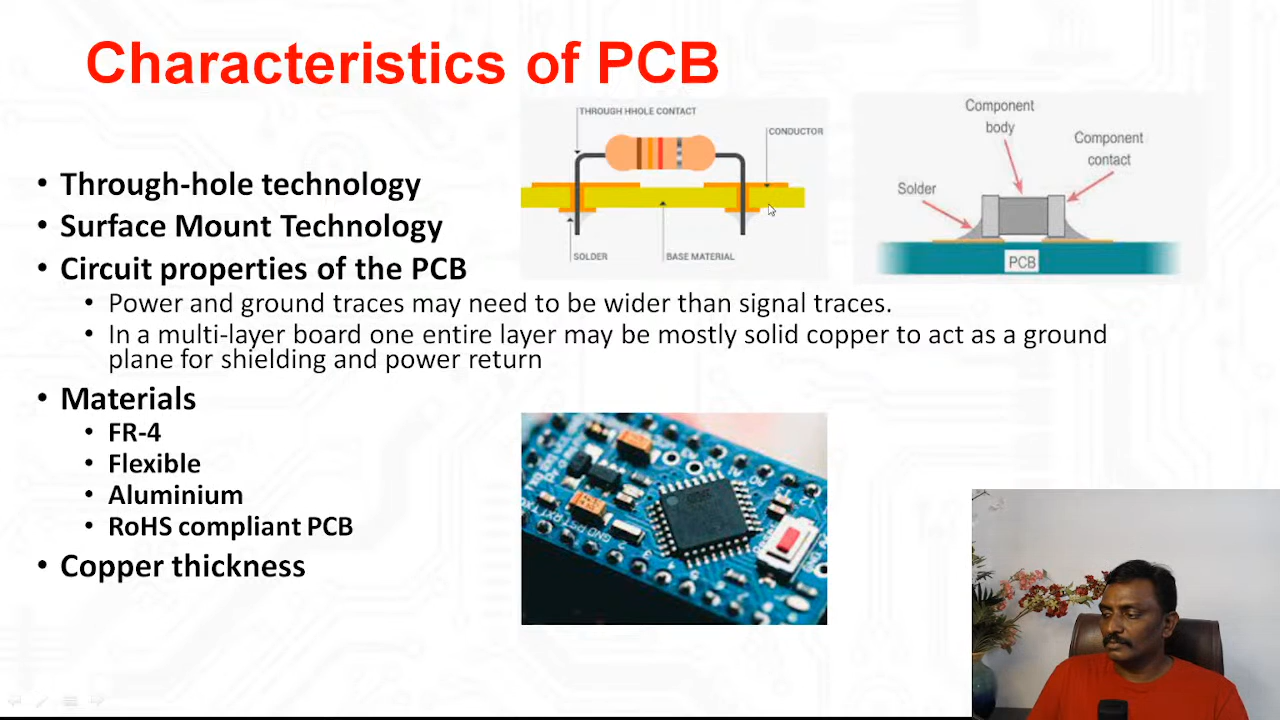 Characteristics of PCB
THROUGH HHOLE CONTACT
CONDUCTOR
SOLDER
BASE MATERIAL
Component
body
Component
contact
Solder
PCB
• Through-hole technology
• Surface Mount Technology
• Circuit properties of the PCB
• Power and ground traces may need to be wider than signal traces.
• In a multi-layer board one entire layer may be mostly solid copper to act as a ground
plane for shielding and power return
• Materials
• FR-4
• Flexible
• Aluminium
• RoHS compliant PCB
• Copper thickness
GND